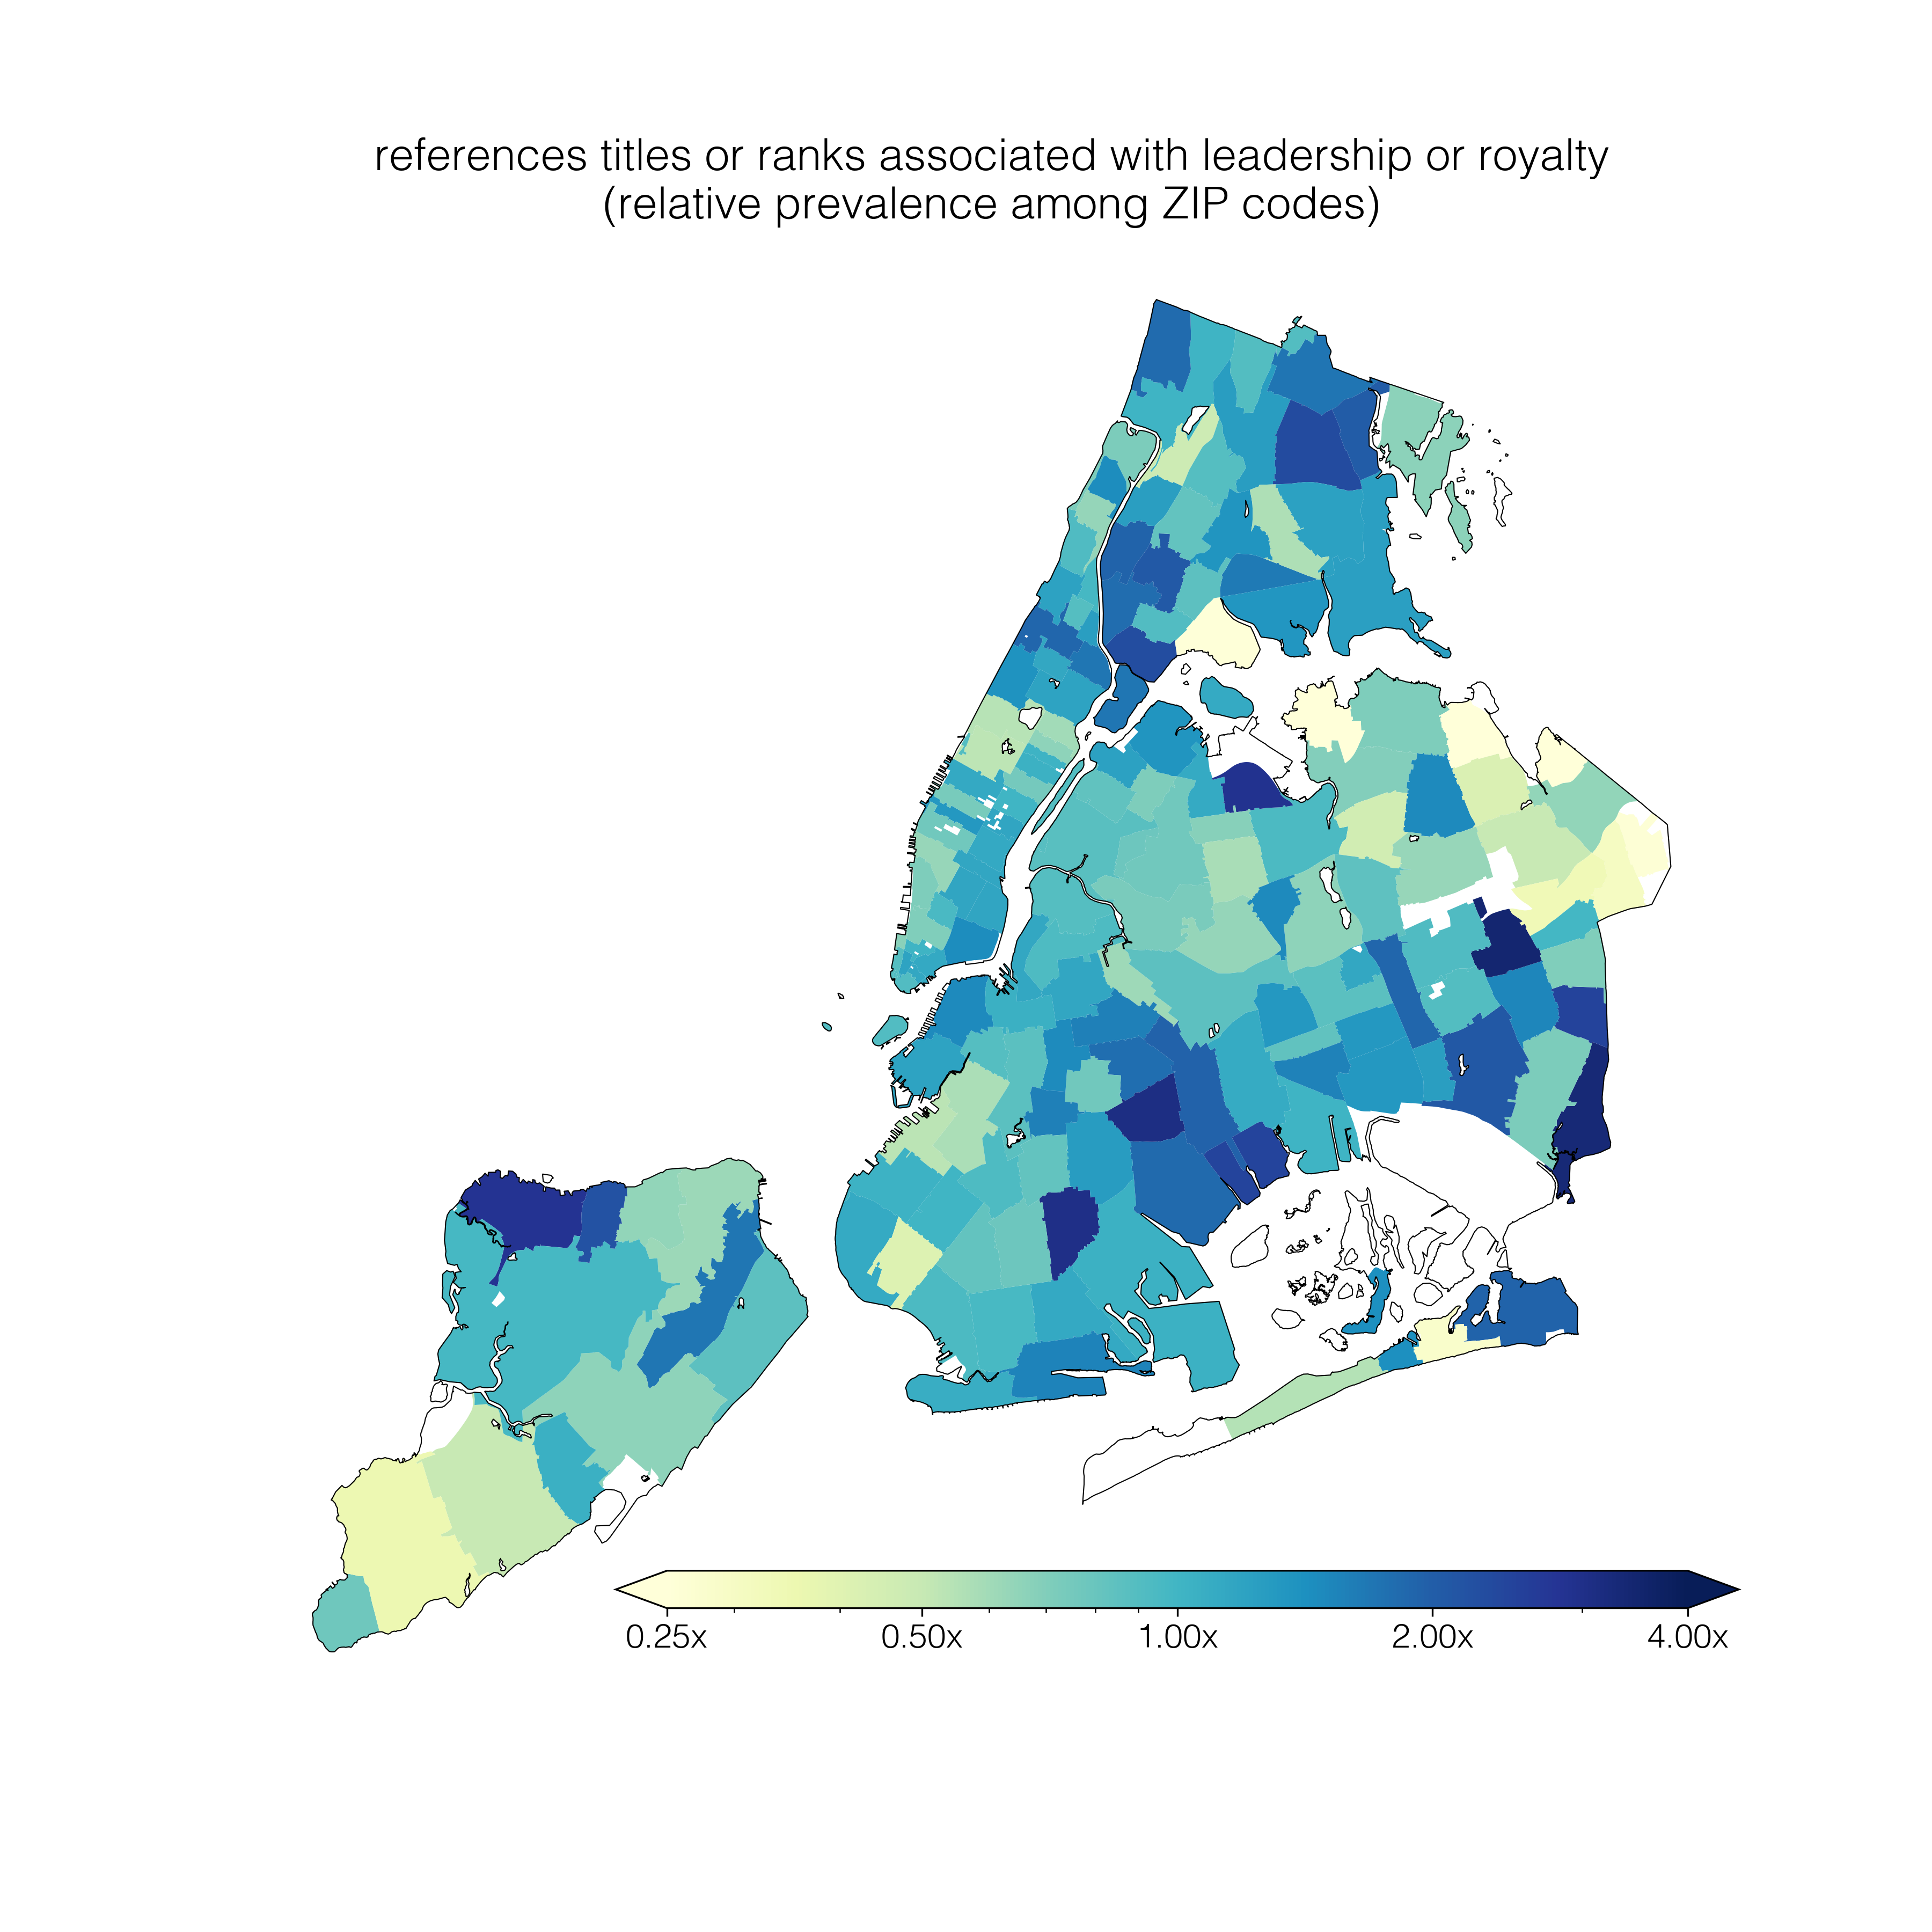 references titles or ranks associated with leadership or royalty
(relative prevalence among ZIP codes)
0.25x 0.50x 1.00x 2.00x 4.00x